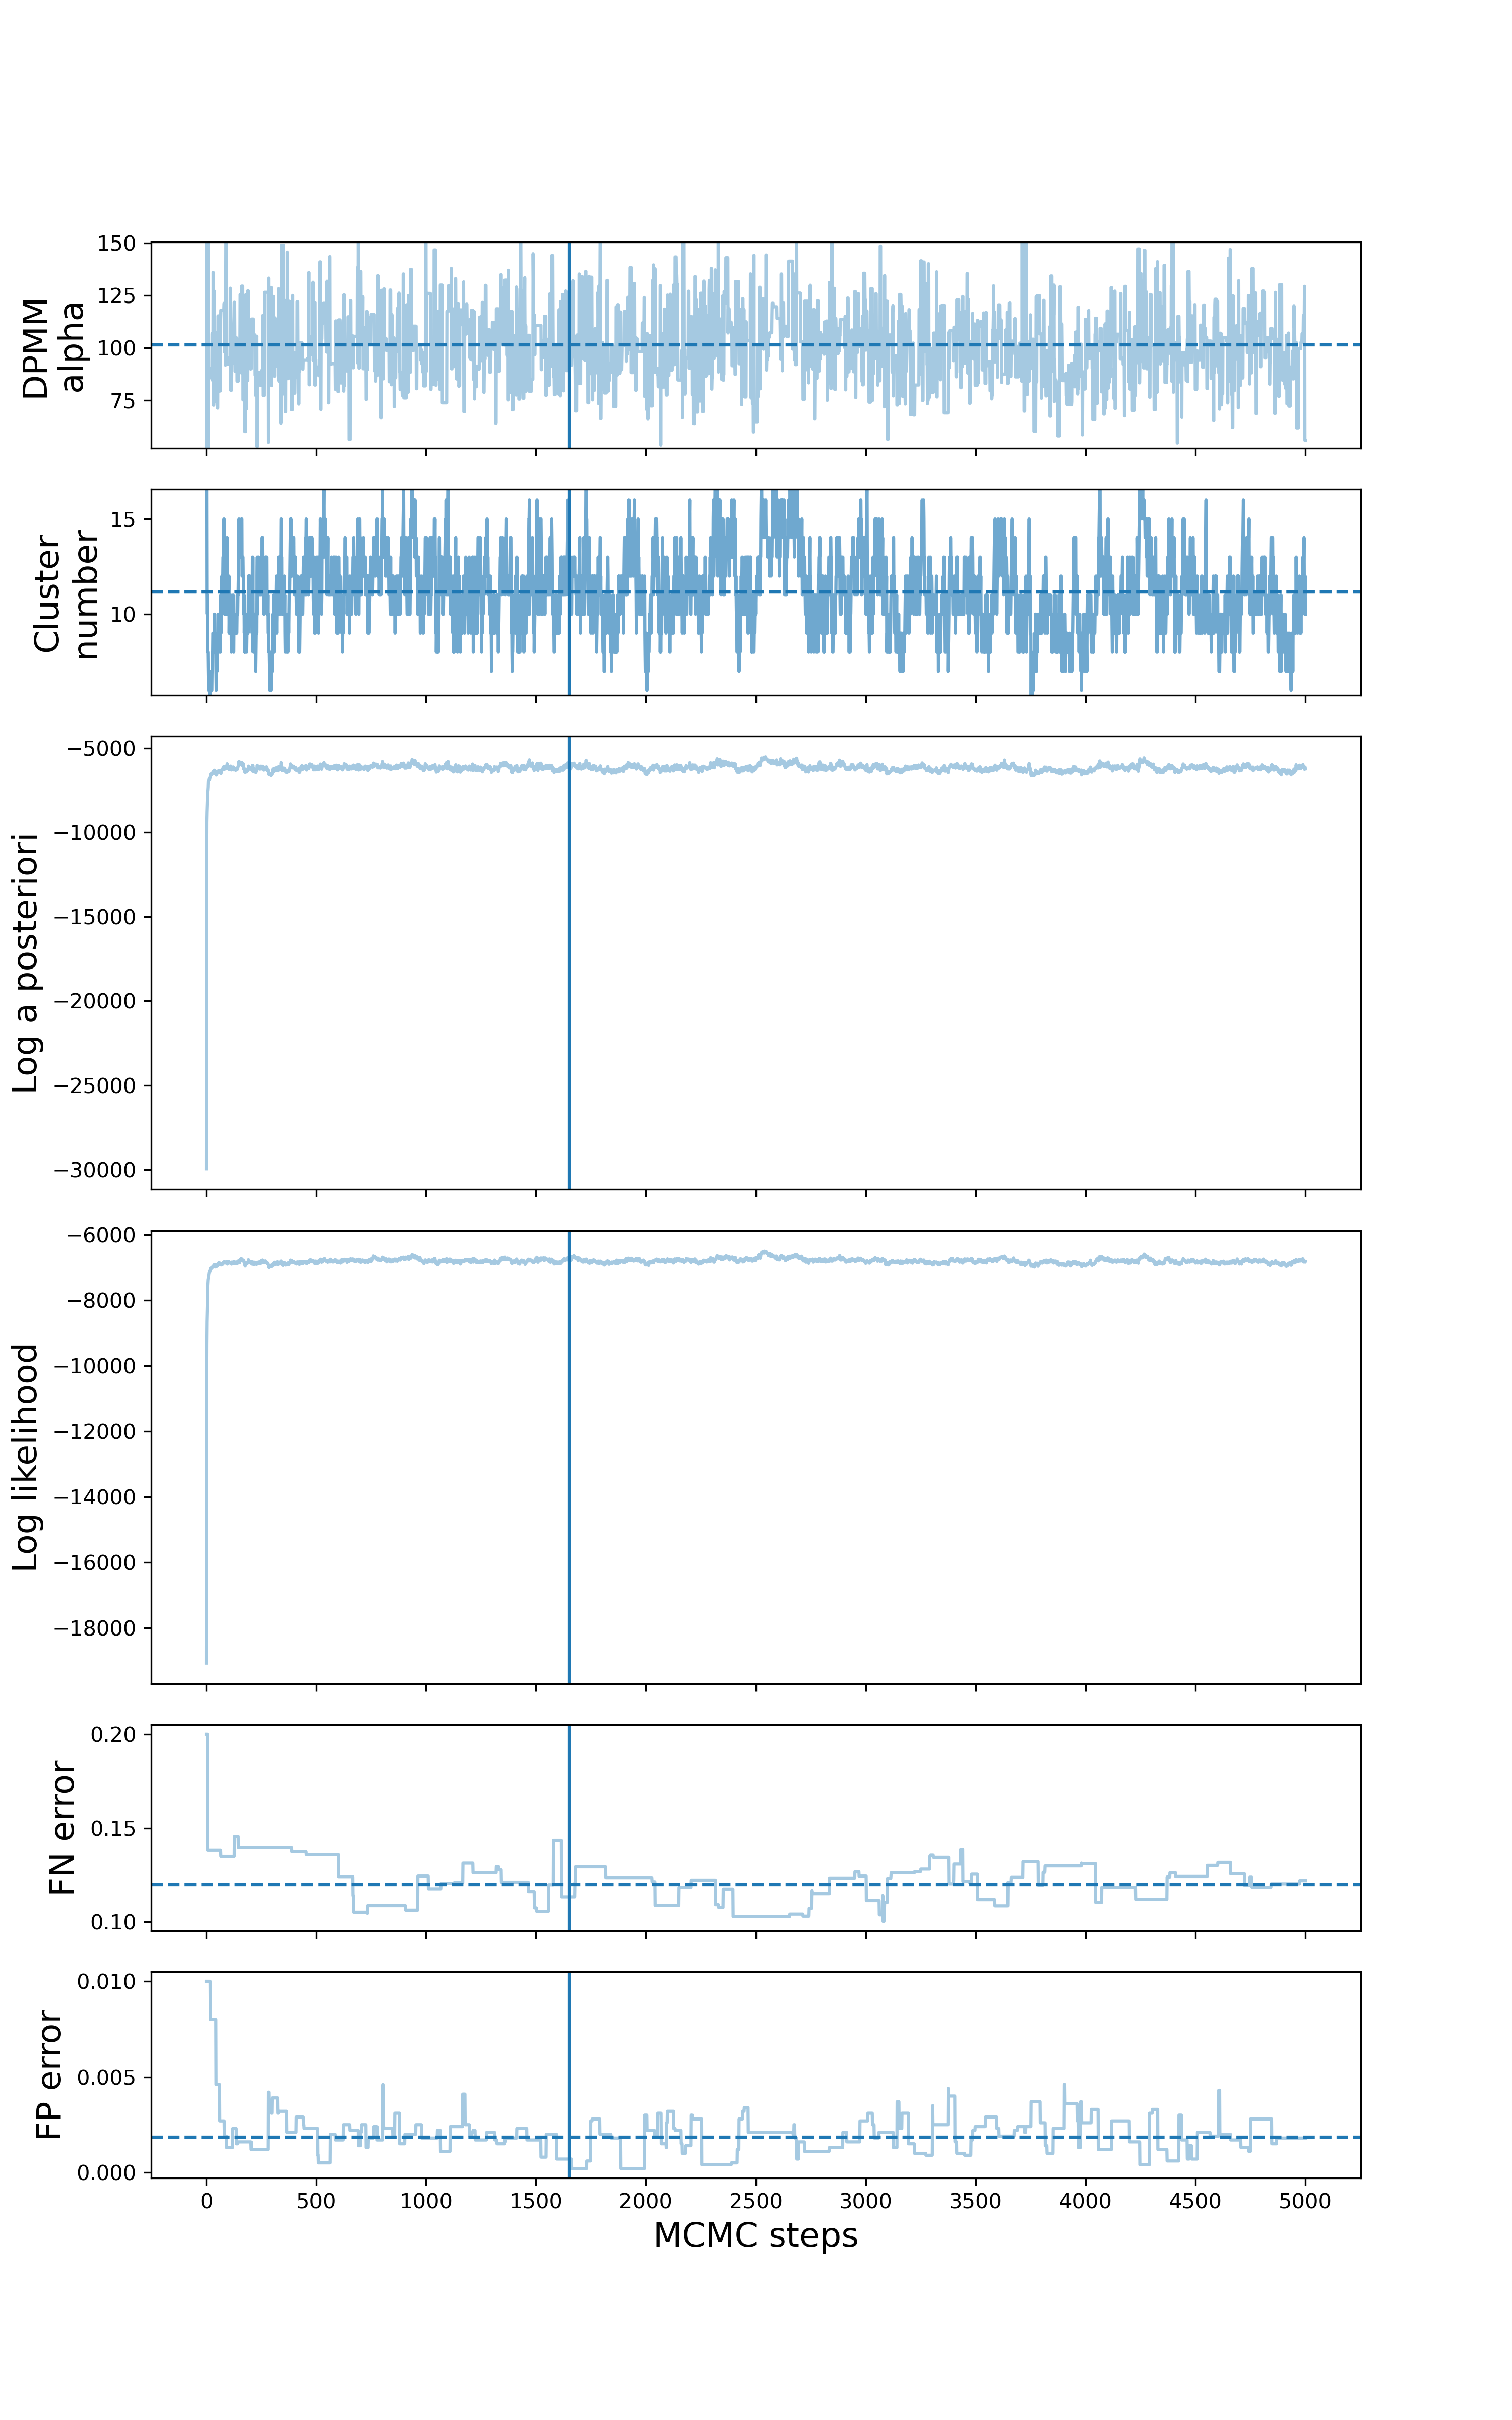 DPMM
alpha
150
125
100
75
Cluster
number
15
10
Log a posteriori
−5000
−10000
−15000
−20000
−25000
−30000
Log likelihood
−6000
−8000
−10000
−12000
−14000
−16000
−18000
FN error
0.20
0.15
0.10
FP error
0.010
0.005
0.000
0 500 1000 1500 2000 2500 3000 3500 4000 4500 5000
MCMC steps